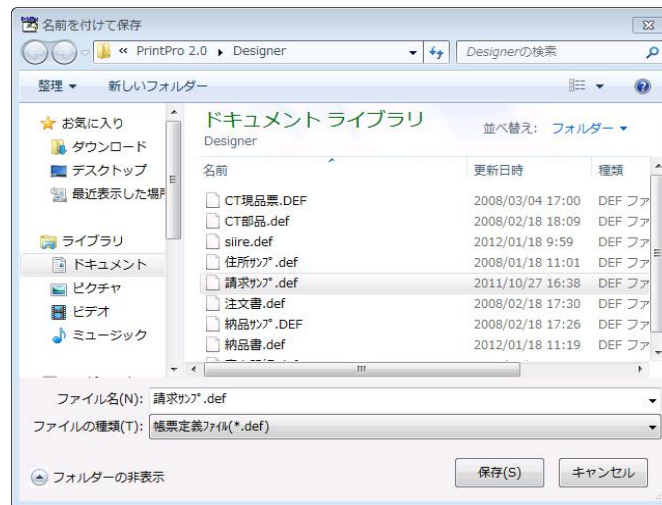 名前を付けて保存
« PrintPro 2.0 Designer
Designerの検索
整理 新しいフォルダー
お気に入り
ダウンロード
デスクトップ
最近表示した場所
ライブラリ
ドキュメント
ピクチャ
ビデオ
ミュージック
ドキュメント ライブラリ
Designer
並べ替え: フォルダー
名前 更新日時 種類
CT現品票.DEF 2008/03/04 17:00 DEF ファ
CT部品.def 2008/02/18 18:09 DEF ファ
siire.def 2012/01/18 9:59 DEF ファ
住所ｻﾝﾌﾟ.def 2008/01/18 11:01 DEF ファ
請求ｻﾝﾌﾟ.def 2011/10/27 16:38 DEF ファ
注文書.def 2008/02/18 17:30 DEF ファ
納品ｻﾝﾌﾟ.DEF 2008/02/18 17:26 DEF ファ
納品書.def 2012/01/18 11:19 DEF ファ
ファイル名(N): 請求ｻﾝﾌﾟ.def
ファイルの種類(T): 帳票定義ﾌｧｲﾙ(*.def)
フォルダーの非表示
保存(S) キャンセル